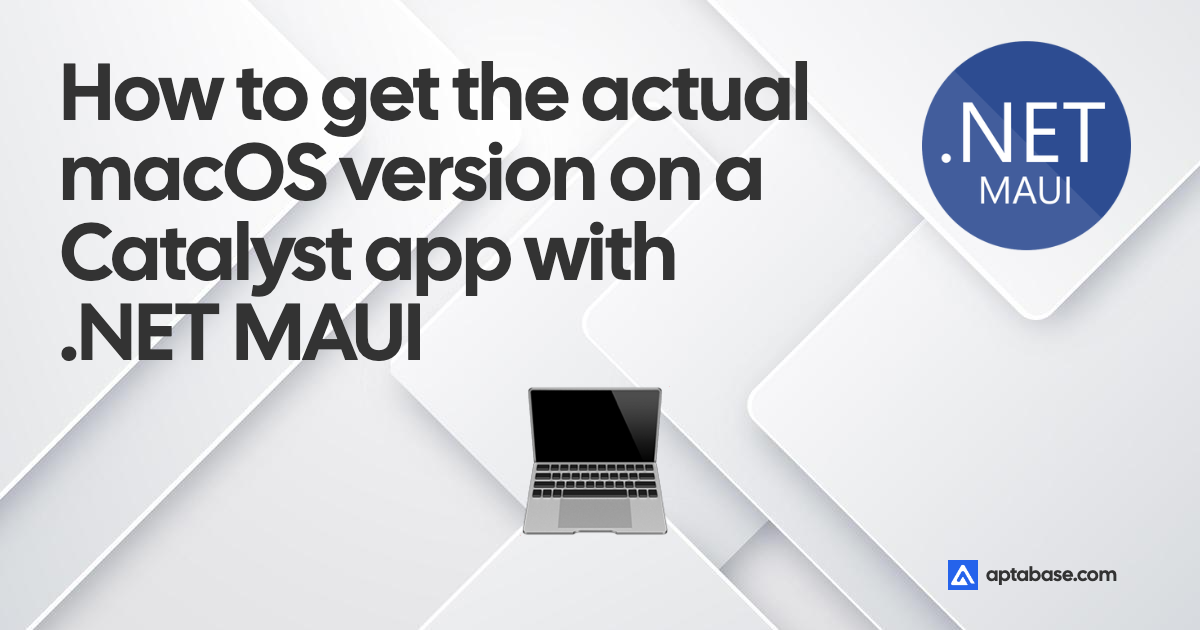 How to get the actual
macOS version on a
Catalyst app with
.NET MAUI
.NET
MAUI
aptabase.com